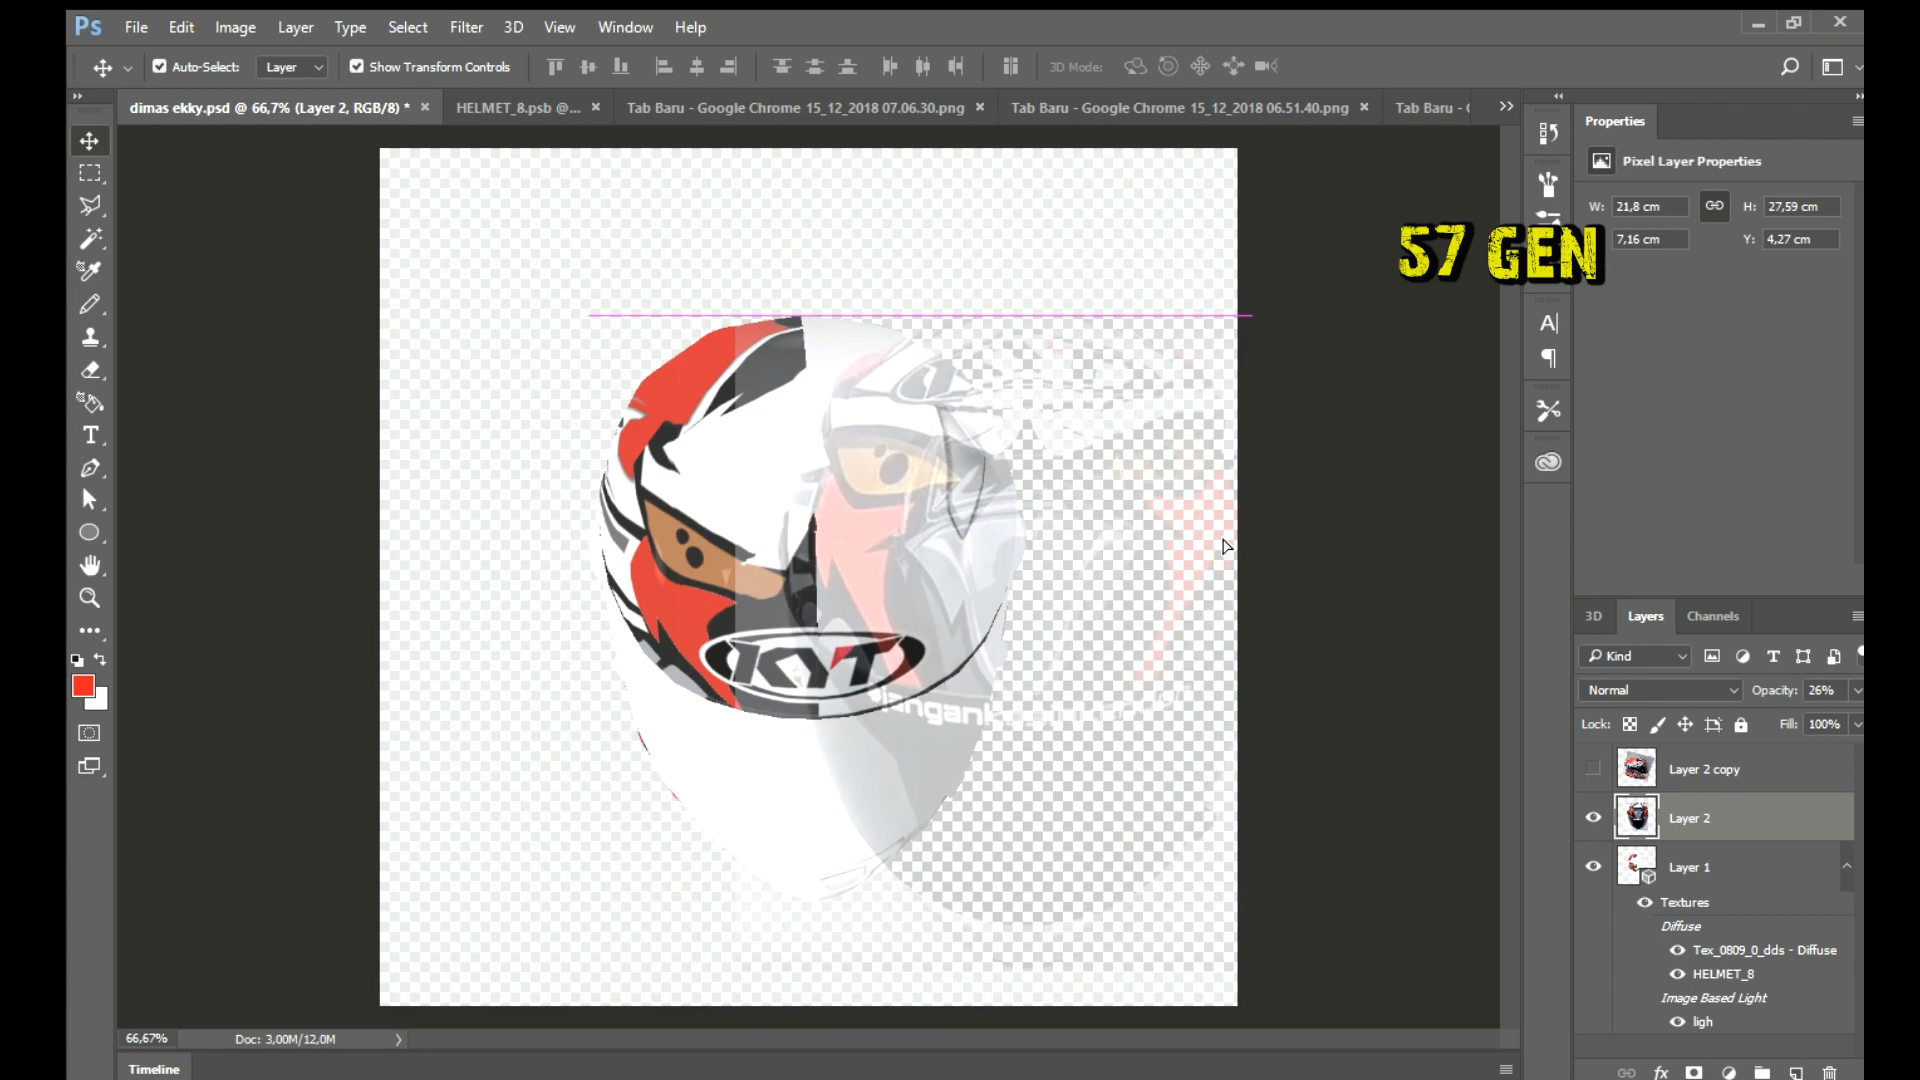 Ps File Edit Image Layer Type Select Filter 3D View Window Help
Auto-Select: Layer Show Transform Controls 3D Mode:
dimas ekky.psd @ 66,7% (Layer 2, RGB/8) * HELMET_8.psb @... Tab Baru - Google Chrome 15_12_2018 07.06.30.png Tab Baru - Google Chrome 15_12_2018 06.51.40.png Tab Baru -
Properties
Pixel Layer Properties
W: 21,8 cm H: 27,59 cm
7,16 cm Y: 4,27 cm
57 GEN
KYT
3D Layers Channels
Kind
Normal Opacity: 26%
Lock: Fill: 100%
Layer 2 copy
Layer 2
Layer 1
Textures
Diffuse
Tex_0809_0_dds - Diffuse
HELMET_8
Image Based Light
ligh
66,67% Doc: 3,00M/12,0M
Timeline